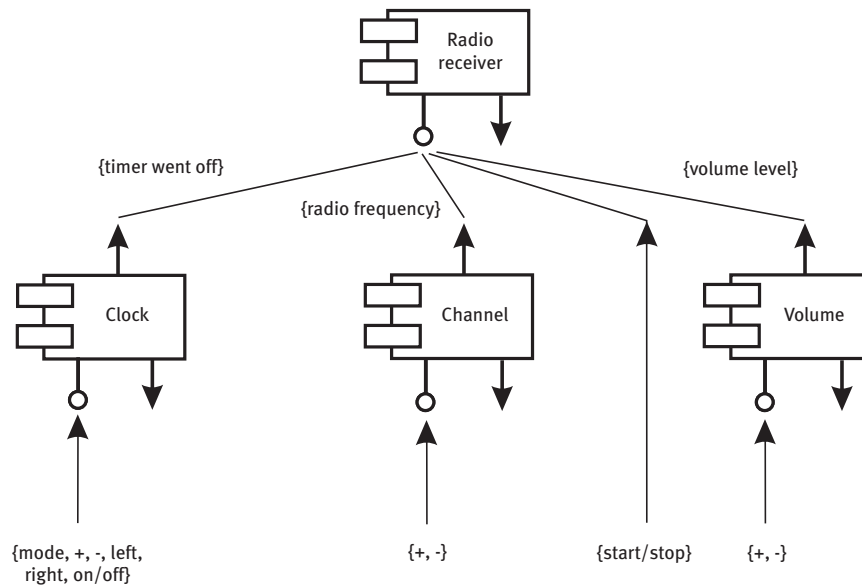 Radio
receiver
{timer went off}
{volume level}
{radio frequency}
Clock
Channel
Volume
{mode, +, -, left,
right, on/off}
{+, -}
{start/stop}
{+, -}